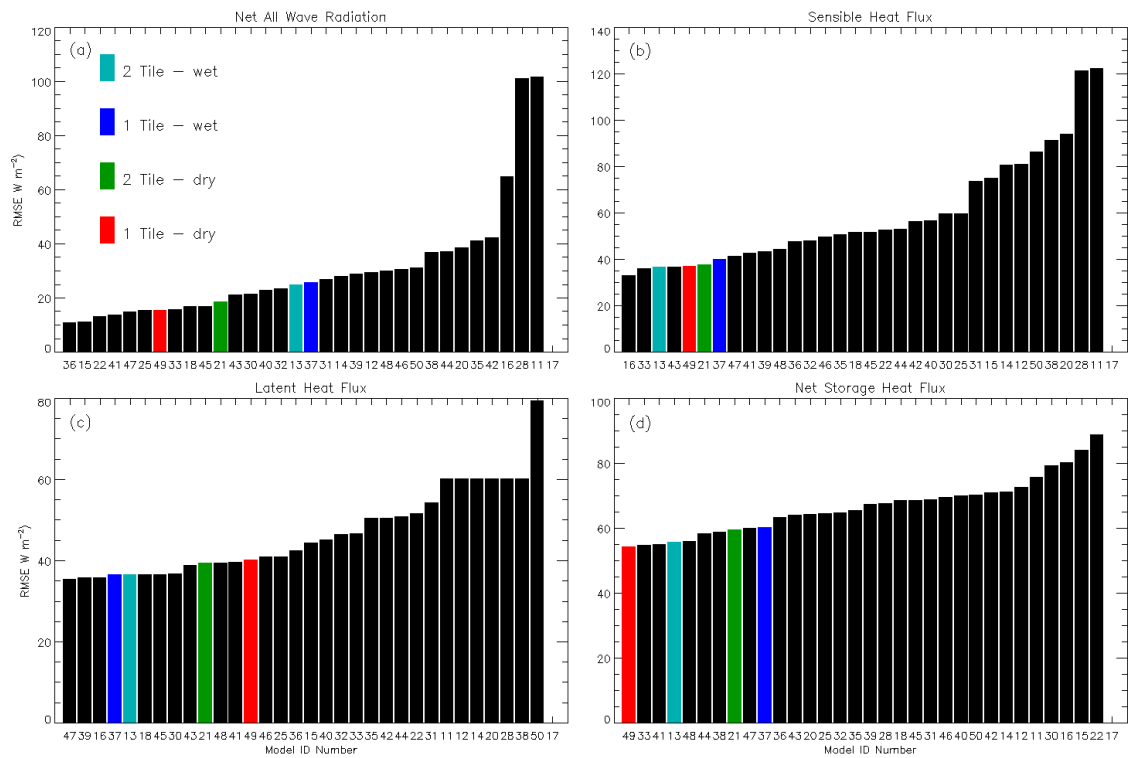 Net All Wave Radiation
(a)
2 Tile – wet
1 Tile – wet
2 Tile – dry
1 Tile – dry
RMSE W m⁻²
120
100
80
60
40
20
0
36 15 22 41 47 25 49 33 18 45 21 43 30 40 32 13 37 31 14 39 12 48 46 50 38 44 20 35 42 16 28 11 17
Sensible Heat Flux
(b)
140
120
100
80
60
40
20
0
16 33 13 43 49 21 37 47 41 39 48 36 32 46 35 18 45 22 44 42 40 30 25 31 15 14 12 50 38 20 28 11 17
Latent Heat Flux
(c)
RMSE W m⁻²
80
60
40
20
0
47 39 16 37 13 18 45 30 43 21 48 41 49 46 25 36 15 40 32 33 35 42 44 22 31 11 12 14 20 28 38 50 17
Model ID Number
Net Storage Heat Flux
(d)
100
80
60
40
20
0
49 33 41 13 48 44 38 21 47 37 36 43 20 25 32 35 39 28 18 45 31 46 40 50 42 14 12 11 30 16 15 22 17
Model ID Number